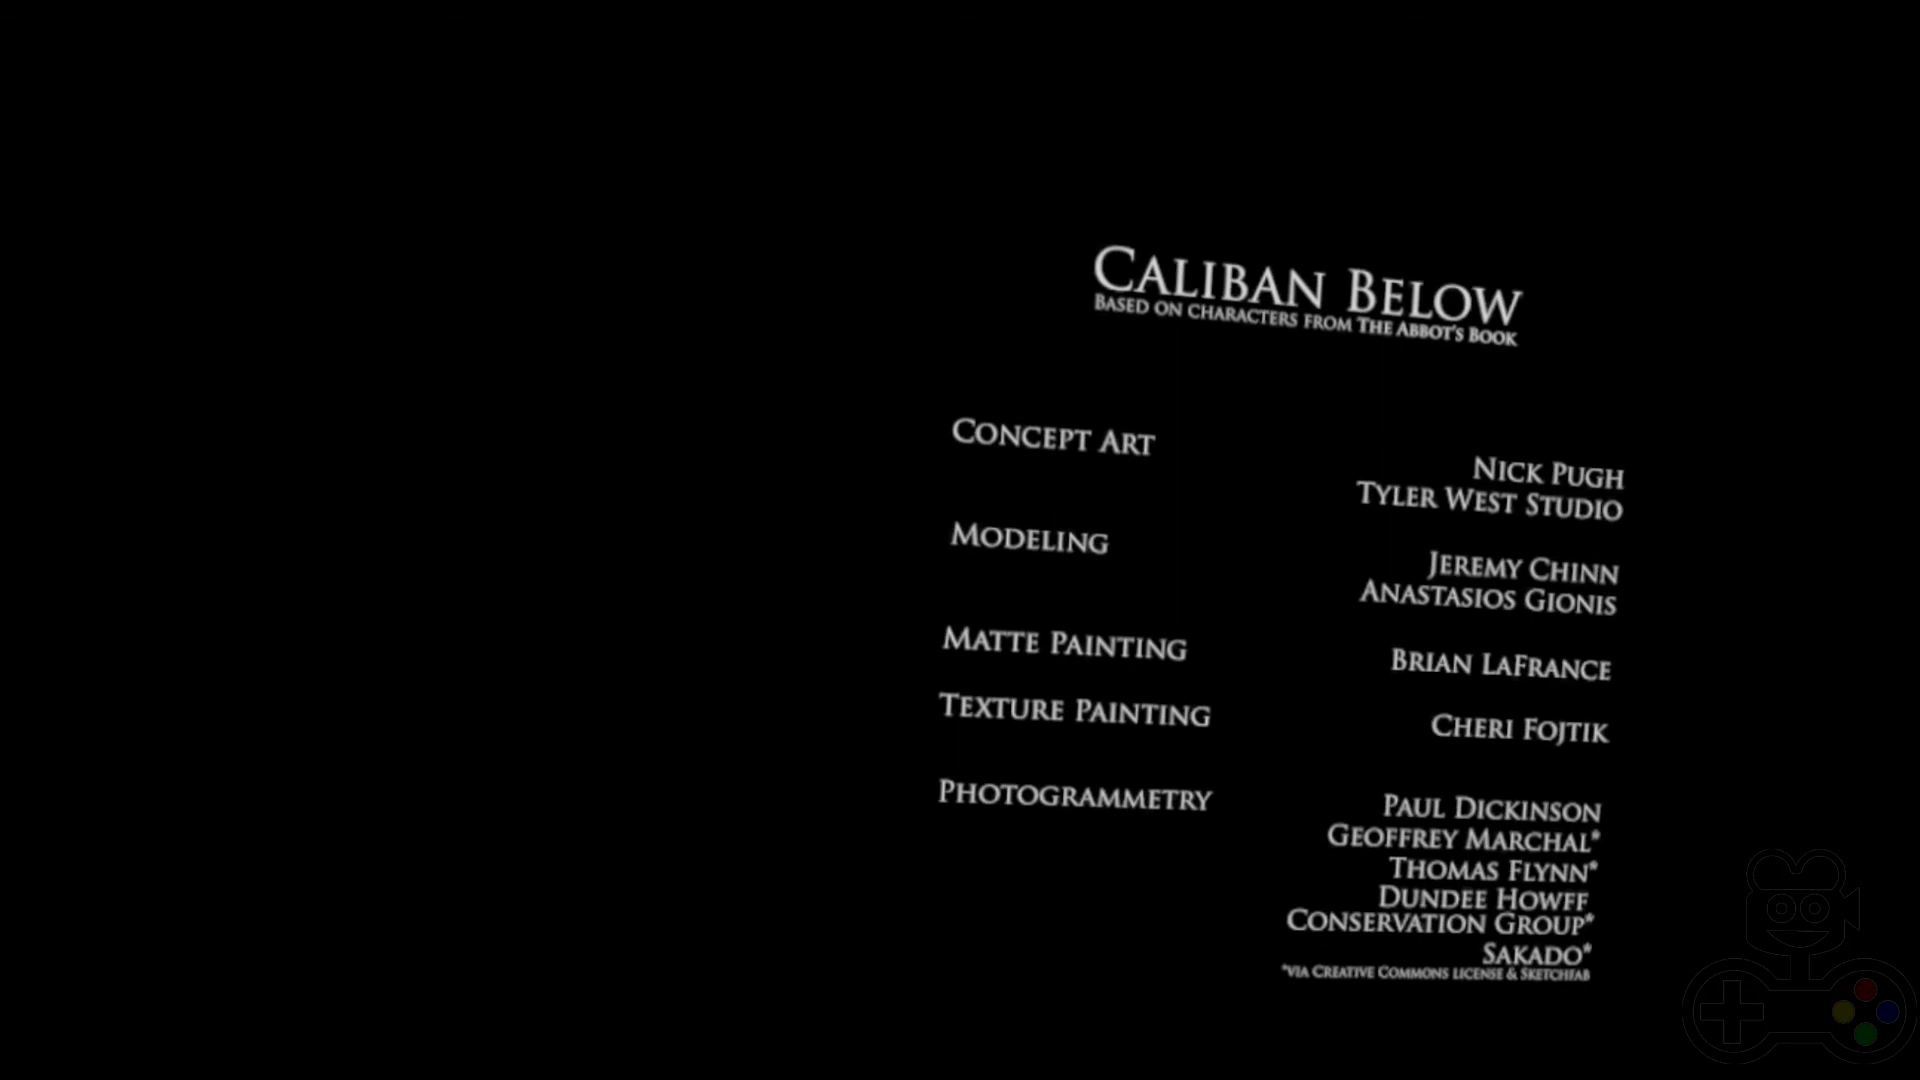 Caliban Below
Based on characters from The Abbot's Book
Concept Art
Nick Pugh
Tyler West Studio
Modeling
Jeremy Chinn
Anastasios Gionis
Matte Painting
Brian LaFrance
Texture Painting
Cheri Fojtik
Photogrammetry
Paul Dickinson
Geoffrey Marchal*
Thomas Flynn*
Dundee Howff
Conservation Group*
Sakado*
*via Creative Commons license & Sketchfab